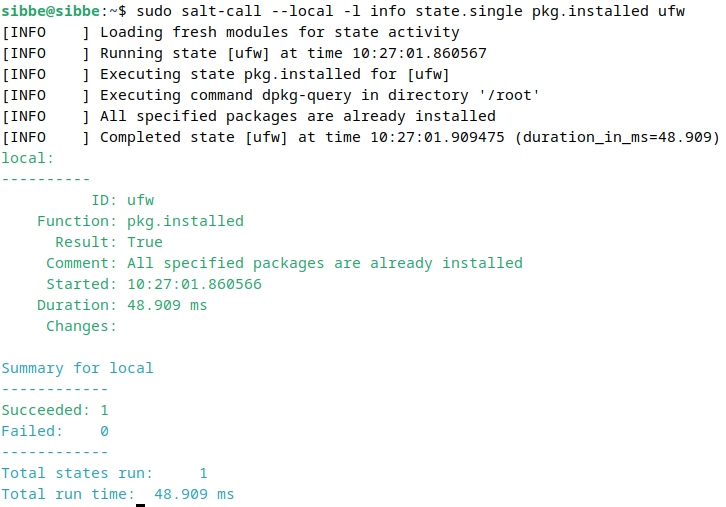 sibbe@sibbe:~$ sudo salt-call --local -l info state.single pkg.installed ufw
[INFO    ] Loading fresh modules for state activity
[INFO    ] Running state [ufw] at time 10:27:01.860567
[INFO    ] Executing state pkg.installed for [ufw]
[INFO    ] Executing command dpkg-query in directory '/root'
[INFO    ] All specified packages are already installed
[INFO    ] Completed state [ufw] at time 10:27:01.909475 (duration_in_ms=48.909)
local:
----------
          ID: ufw
    Function: pkg.installed
      Result: True
     Comment: All specified packages are already installed
     Started: 10:27:01.860566
    Duration: 48.909 ms
     Changes:

Summary for local
------------
Succeeded: 1
Failed:    0
------------
Total states run:     1
Total run time:  48.909 ms